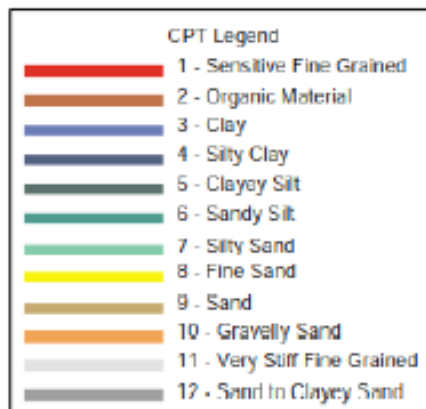 CPT Legend
1 - Sensitive Fine Grained
2 - Organic Material
3 - Clay
4 - Silty Clay
5 - Clayey Silt
6 - Sandy Silt
7 - Silty Sand
8 - Fine Sand
9 - Sand
10 - Gravelly Sand
11 - Very Stiff Fine Grained
12 - Sand to Clayey Sand